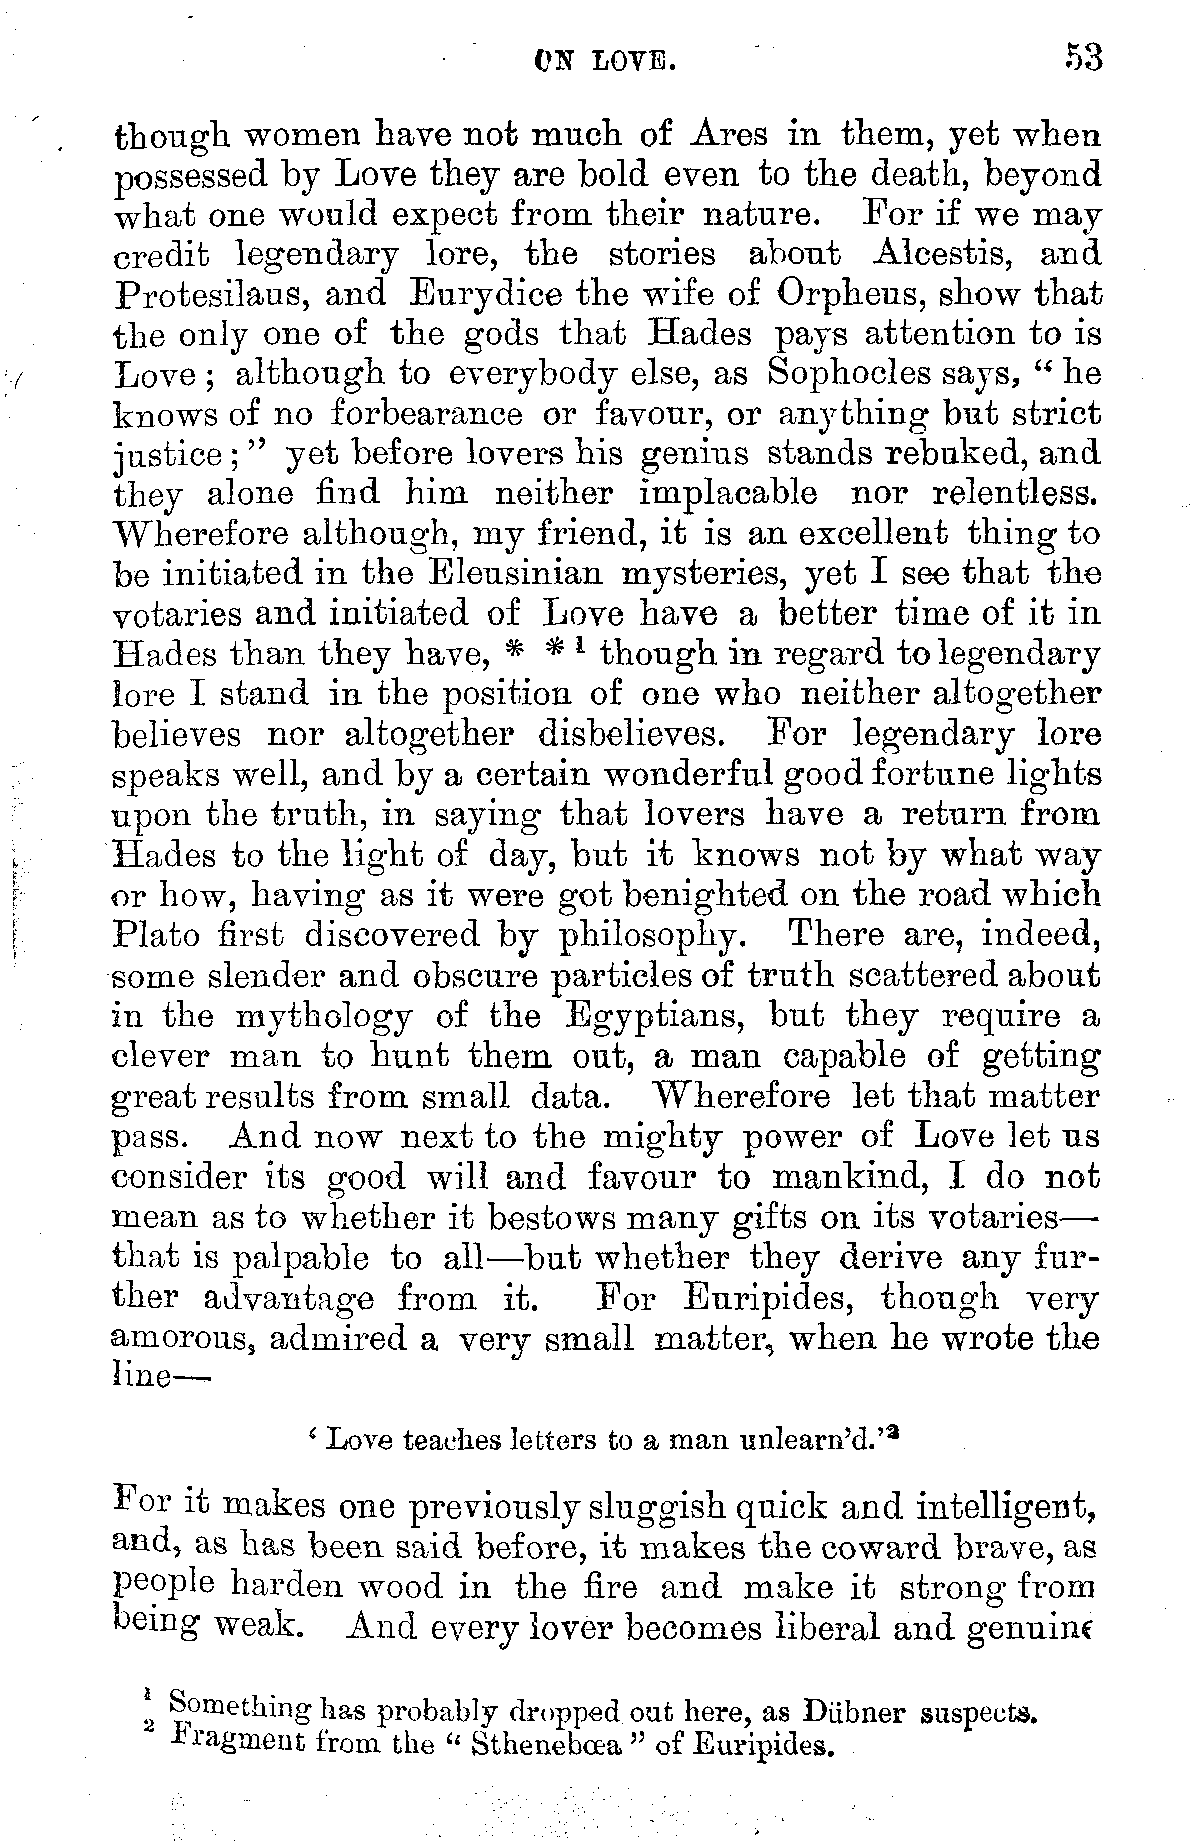 ON LOVE. 53
though women have not much of Ares in them, yet when
possessed by Love they are bold even to the death, beyond
what one would expect from their nature. For if we may
credit legendary lore, the stories about Alcestis, and
Protesilaus, and Eurydice the wife of Orpheus, show that
the only one of the gods that Hades pays attention to is
Love; although to everybody else, as Sophocles says, “he
knows of no forbearance or favour, or anything but strict
justice;” yet before lovers his genius stands rebuked, and
they alone find him neither implacable nor relentless.
Wherefore although, my friend, it is an excellent thing to
be initiated in the Eleusinian mysteries, yet I see that the
votaries and initiated of Love have a better time of it in
Hades than they have, * * ¹ though in regard to legendary
lore I stand in the position of one who neither altogether
believes nor altogether disbelieves. For legendary lore
speaks well, and by a certain wonderful good fortune lights
upon the truth, in saying that lovers have a return from
Hades to the light of day, but it knows not by what way
or how, having as it were got benighted on the road which
Plato first discovered by philosophy. There are, indeed,
some slender and obscure particles of truth scattered about
in the mythology of the Egyptians, but they require a
clever man to hunt them out, a man capable of getting
great results from small data. Wherefore let that matter
pass. And now next to the mighty power of Love let us
consider its good will and favour to mankind, I do not
mean as to whether it bestows many gifts on its votaries—
that is palpable to all—but whether they derive any fur-
ther advantage from it. For Euripides, though very
amorous, admired a very small matter, when he wrote the
line—
‘Love teaches letters to a man unlearn’d.’²
For it makes one previously sluggish quick and intelligent,
and, as has been said before, it makes the coward brave, as
people harden wood in the fire and make it strong from
being weak. And every lover becomes liberal and genuine
¹ Something has probably dropped out here, as Dübner suspects.
² Fragment from the “Sthenebœa” of Euripides.